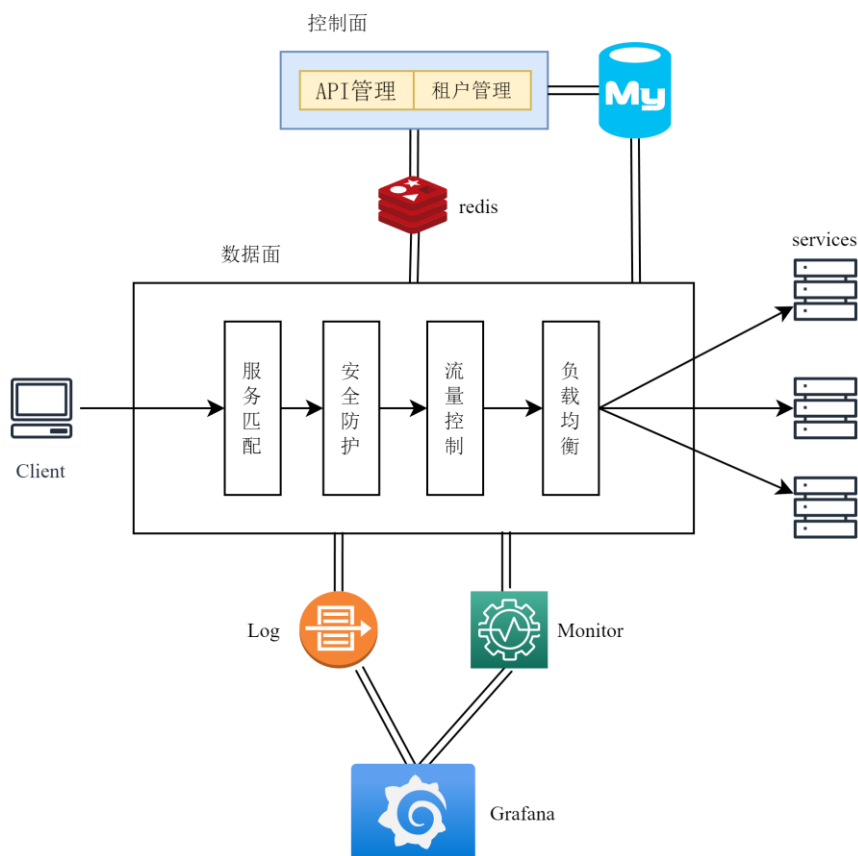 控制面
API管理
租户管理
My
redis
数据面
services
服务匹配
安全防护
流量控制
负载均衡
Client
Log
Monitor
Grafana